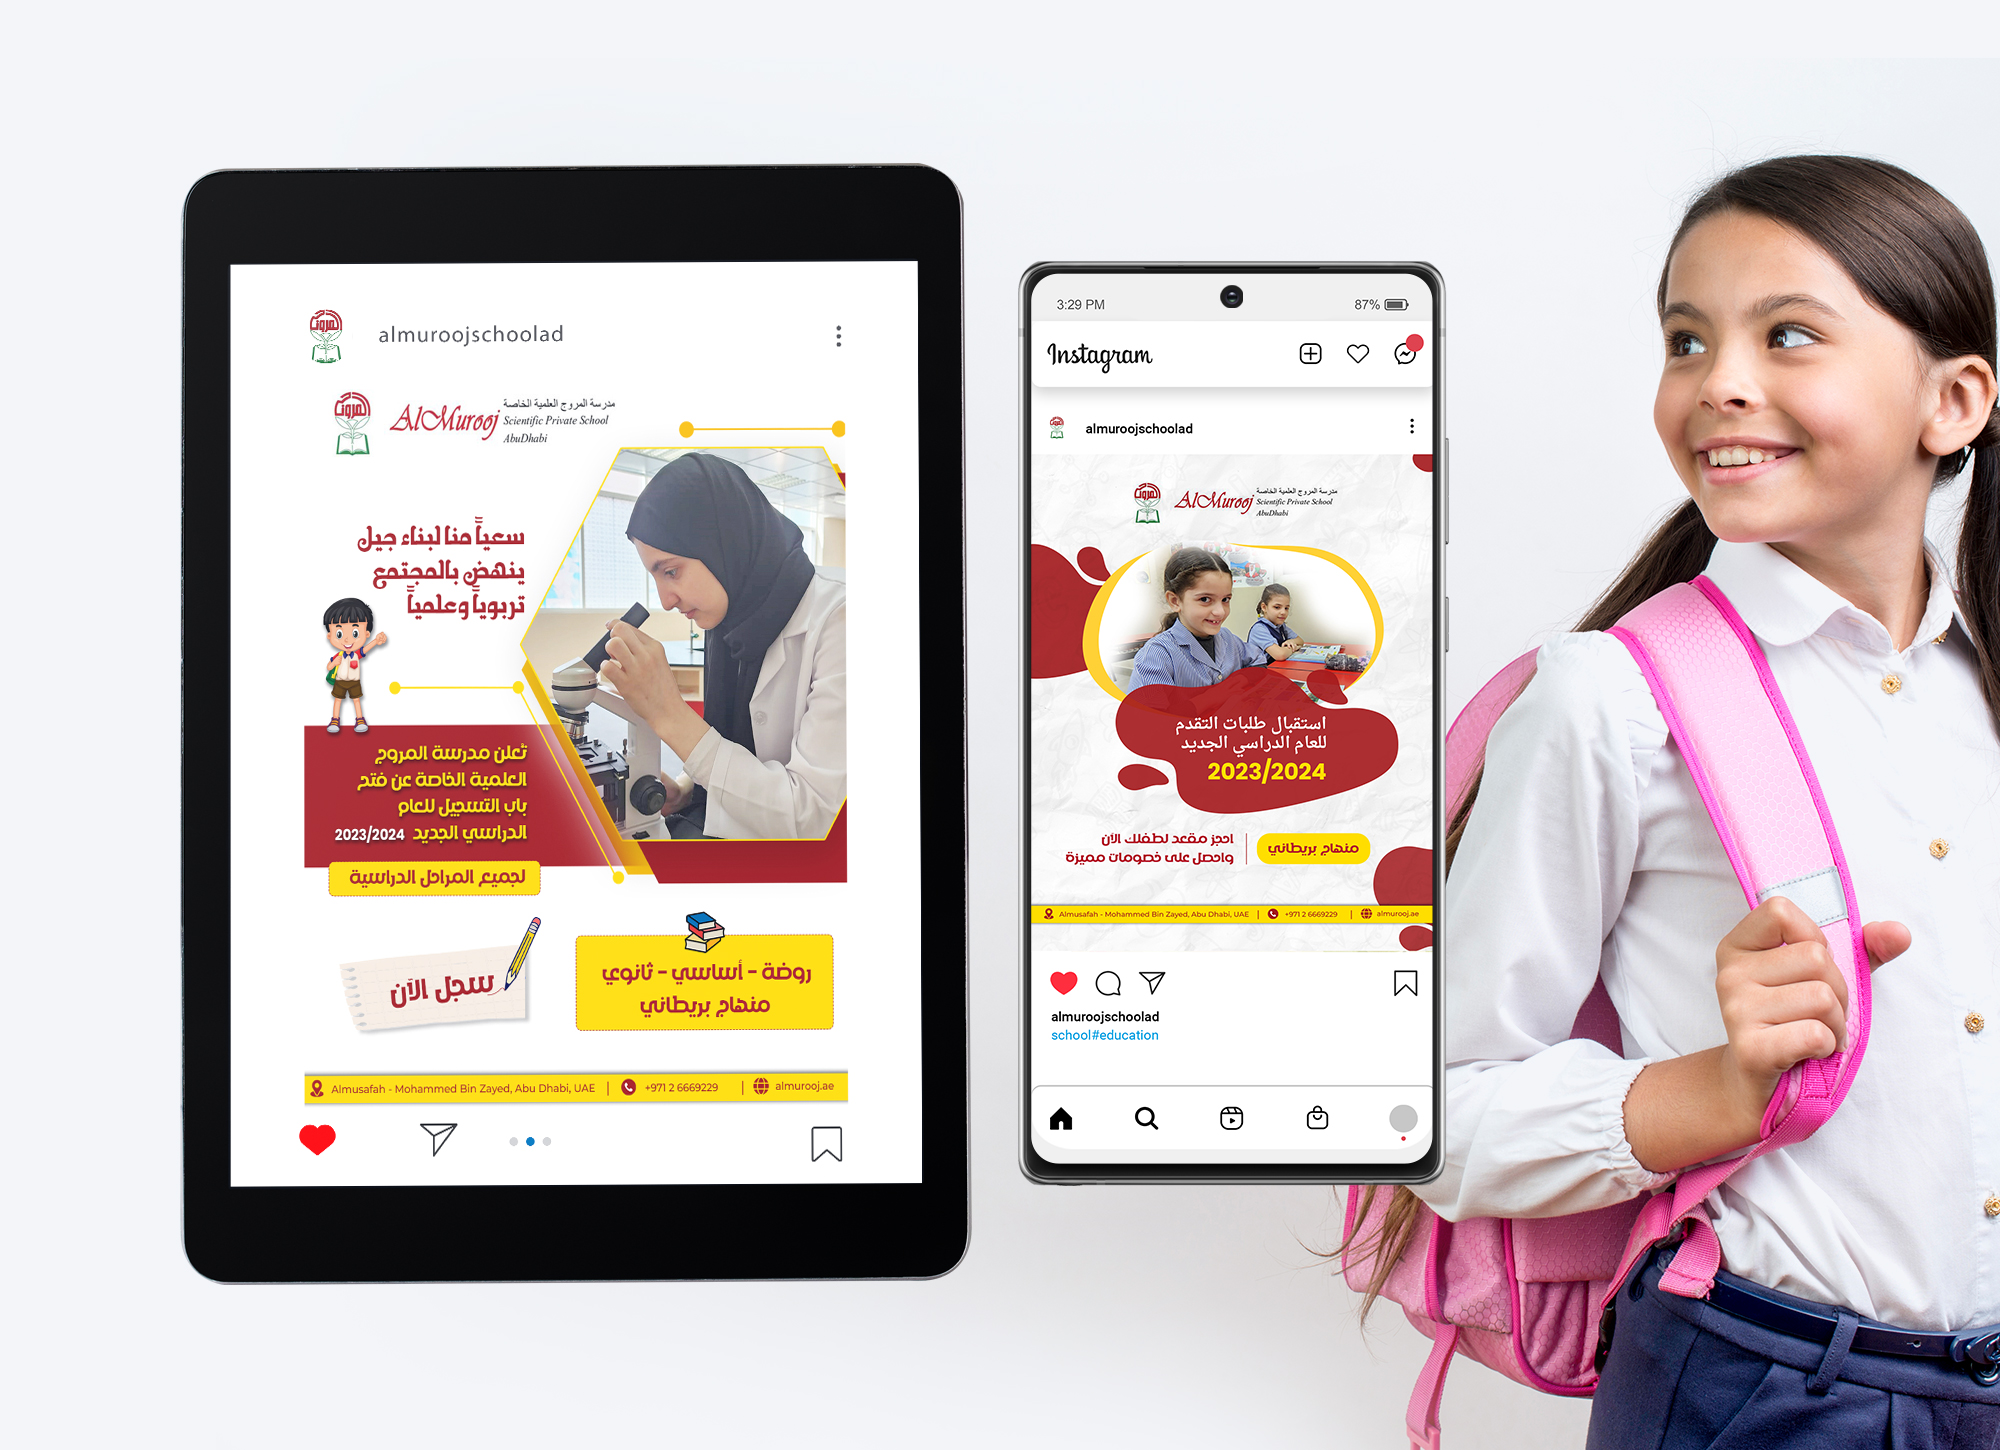 المروج
almuroojschoolad
المروج
AlMurooj
مدرسة المروج العلمية الخاصة
Scientific Private School
AbuDhabi
سعياً منا لبناء جيل
ينهض بالمجتمع
تربوياً وعلمياً
تُعلن مدرسة المروج
العلمية الخاصة عن فتح
باب التسجيل للعام
الدراسي الجديد 2023/2024
لجميع المراحل الدراسية
سجل الآن
روضة - أساسي - ثانوي
منهاج بريطاني
Almusafah - Mohammed Bin Zayed, Abu Dhabi, UAE | +971 2 6669229 | almurooj.ae
3:29 PM 87%
Instagram
almuroojschoolad
المروج
AlMurooj
مدرسة المروج العلمية الخاصة
Scientific Private School
AbuDhabi
استقبال طلبات التقدم
للعام الدراسي الجديد
2023/2024
منهاج بريطاني
احجز مقعد لطفلك الآن
واحصل على خصومات مميزة
Almusafah - Mohammed Bin Zayed, Abu Dhabi, UAE | +971 2 6669229 | almurooj.ae
almuroojschoolad
school#education